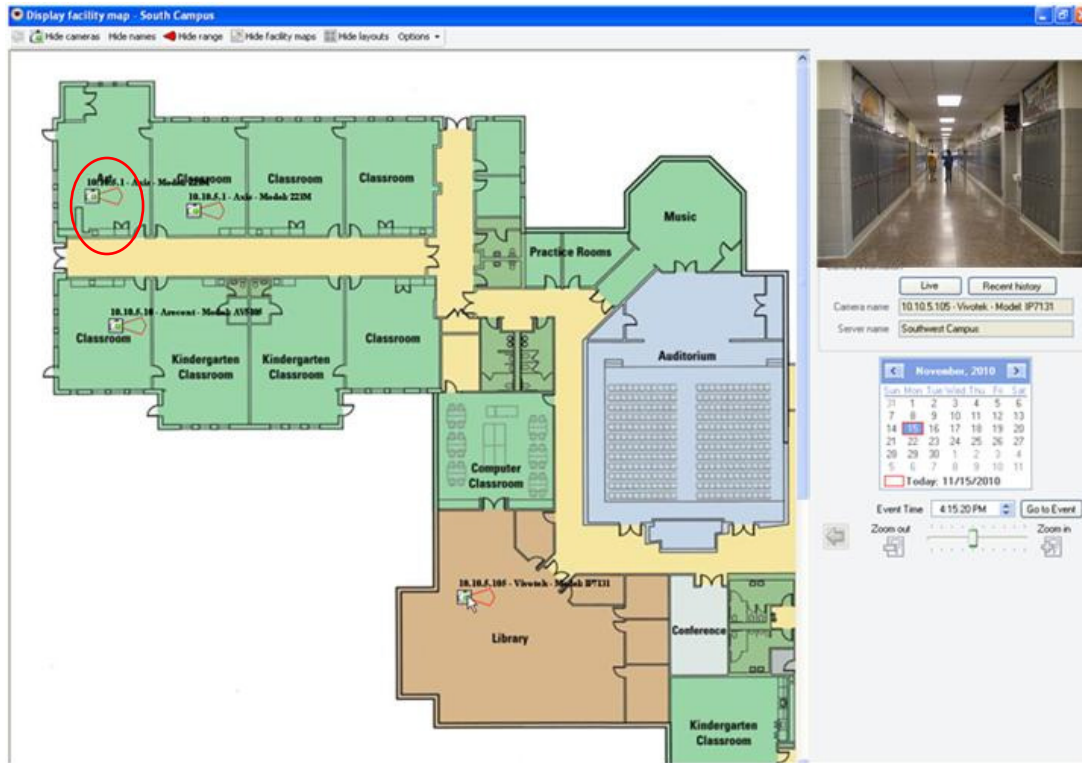 Display facility map - South Campus
Hide cameras Hide names Hide range Hide facility maps Hide layouts Options
Art Classroom Classroom Classroom
10.10.5.1 - Axis - Model: 223M
10.10.5.1 - Axis - Model: 223M
Music
Practice Rooms
10.10.5.10 - Arecont - Model:
Classroom
Kindergarten
Classroom
Kindergarten
Classroom
Classroom
Auditorium
Computer
Classroom
10.10.5.105 - Vivotek - Model: IP7131
Library
Conference
Kindergarten
Classroom
Live Recent history
Camera name 10.10.5.105 - Vivotek - Model: IP7131
Server name Southwest Campus
November, 2010
Sun Mon Tue Wed Thu Fri Sat
31 1 2 3 4 5 6
7 8 9 10 11 12 13
14 15 16 17 18 19 20
21 22 23 24 25 26 27
28 29 30 1 2 3 4
5 6 7 8 9 10 11
Today: 11/15/2010
Event Time 4:15:20 PM Go to Event
Zoom out Zoom in